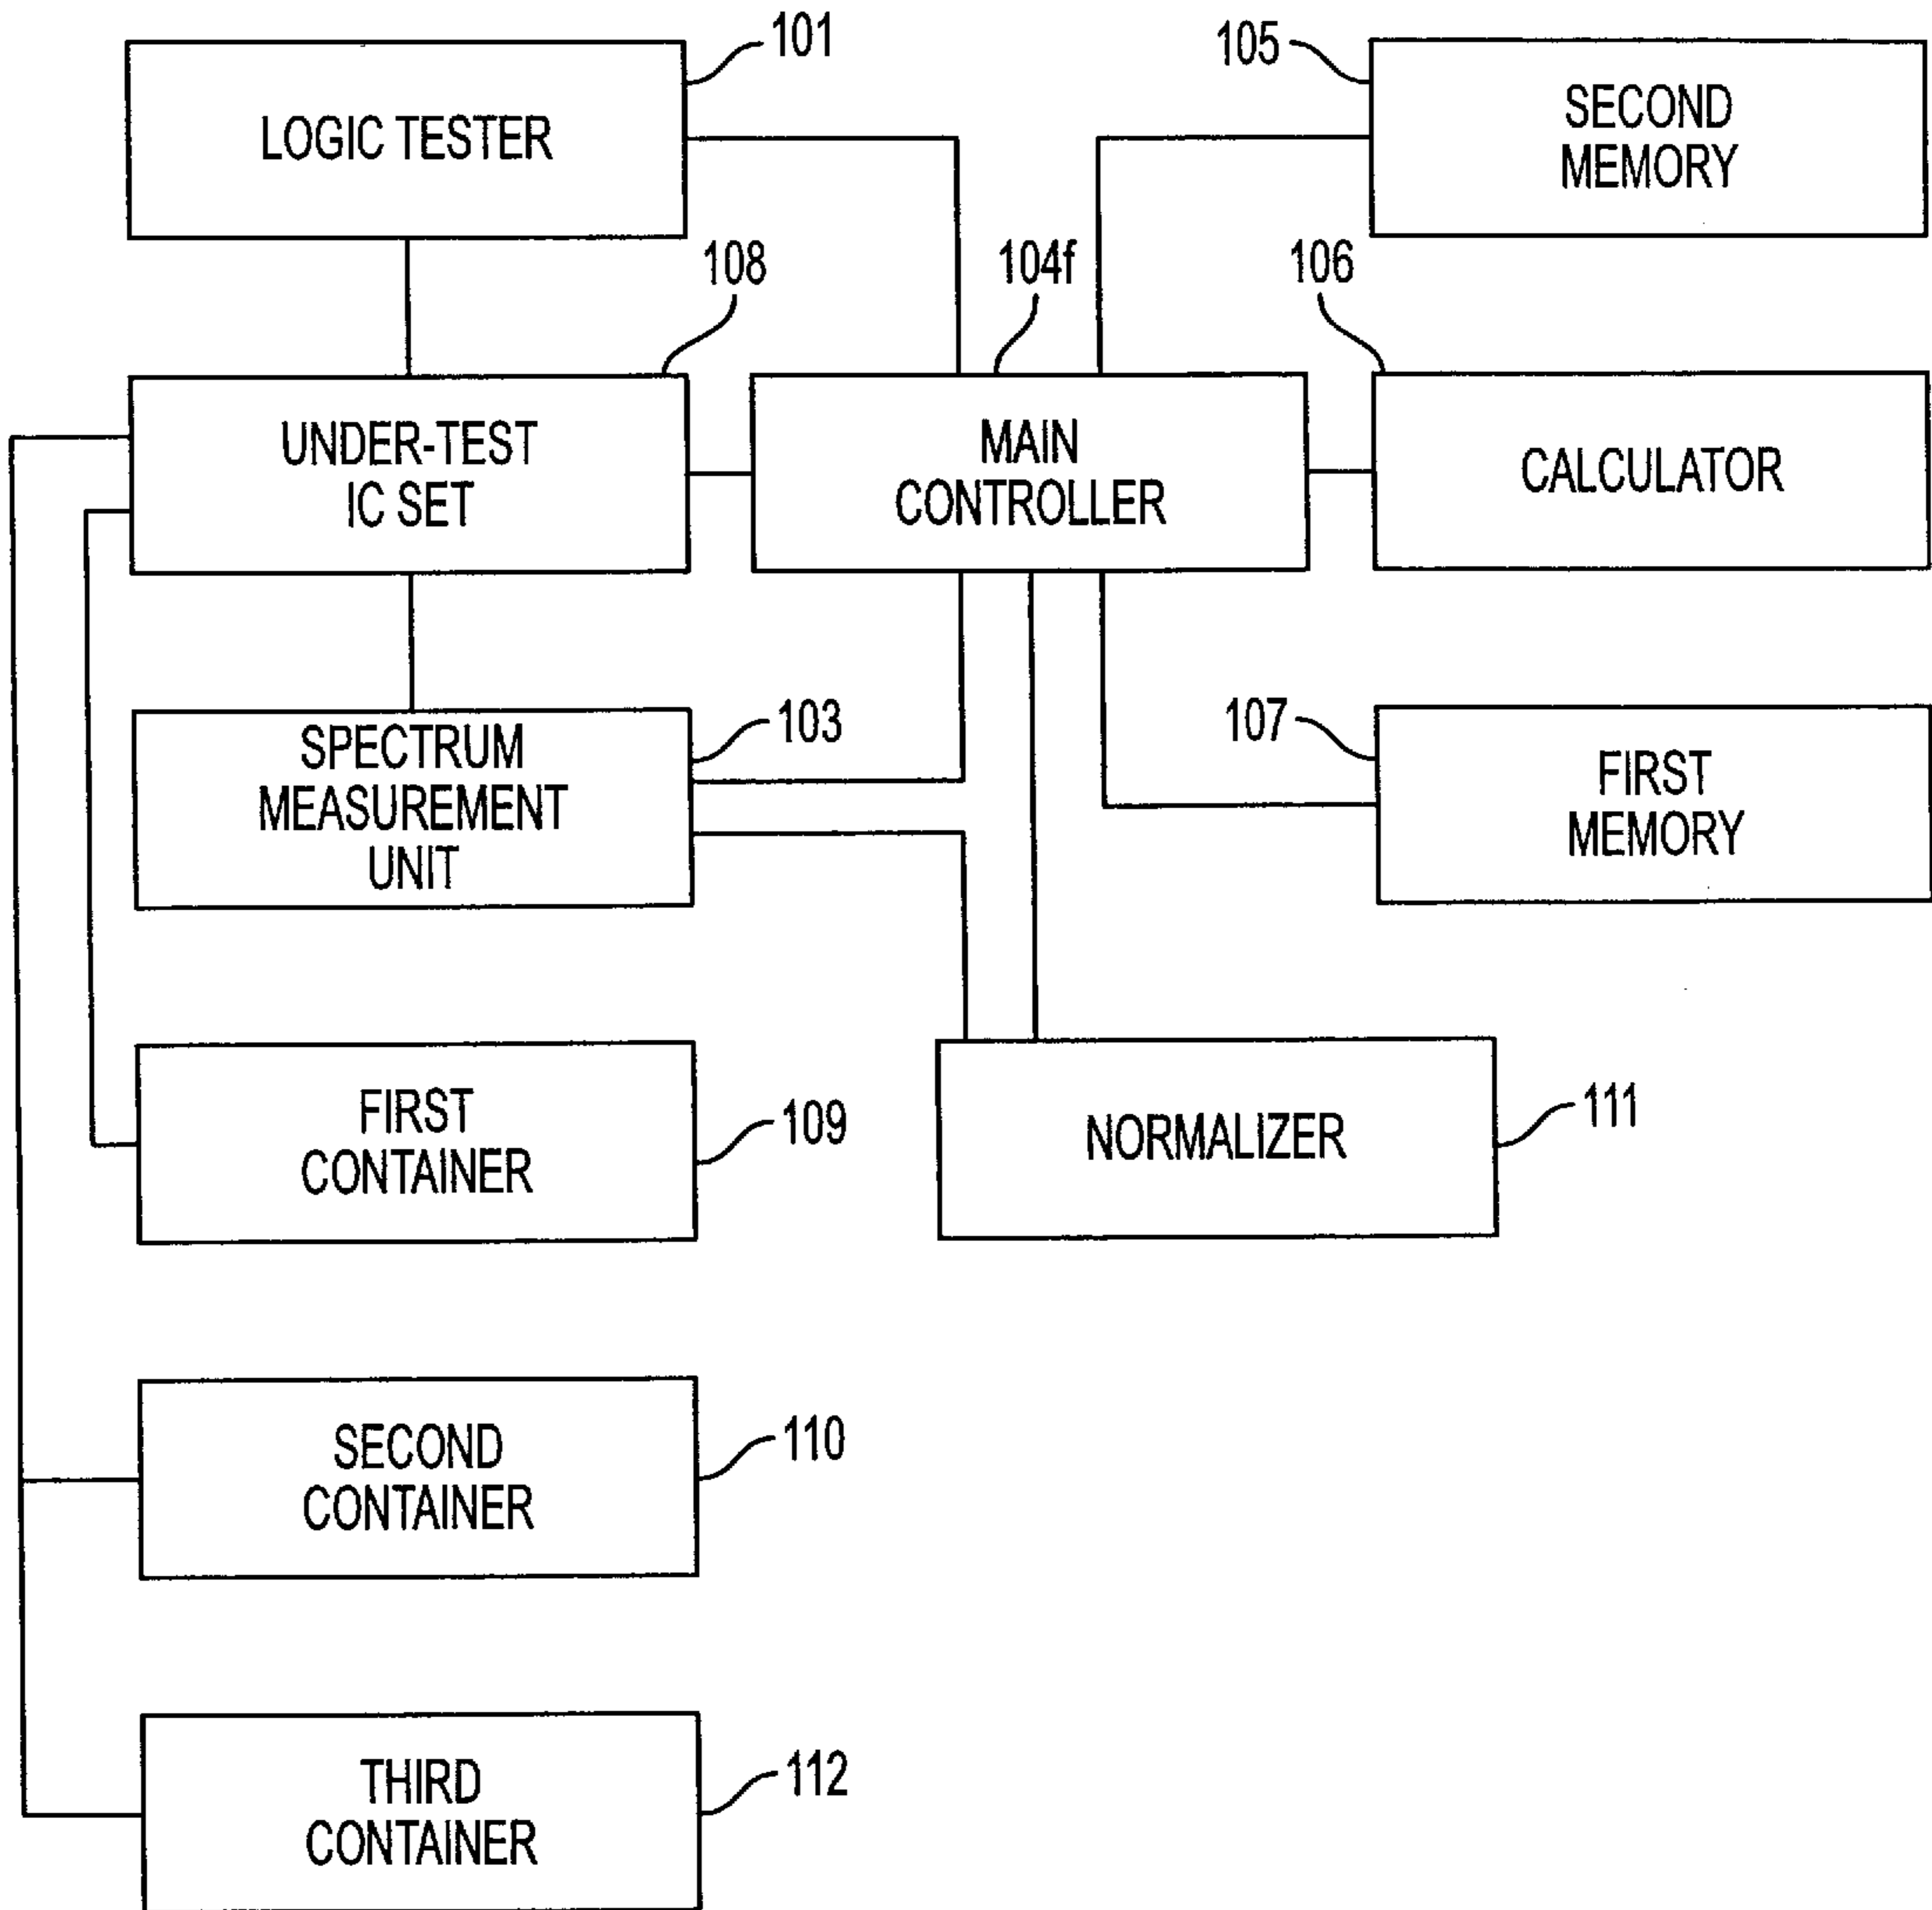 101
LOGIC TESTER
105
SECOND
MEMORY
108
UNDER-TEST
IC SET
104f
MAIN
CONTROLLER
106
CALCULATOR
103
SPECTRUM
MEASUREMENT
UNIT
107
FIRST
MEMORY
FIRST
CONTAINER
109
NORMALIZER
111
SECOND
CONTAINER
110
THIRD
CONTAINER
112